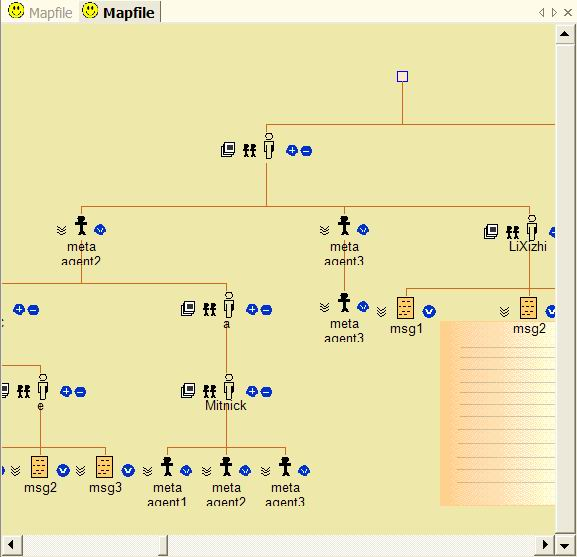 Mapfile Mapfile
meta
agent2
meta
agent3
LiXizhi
a
meta
agent3
msg1
msg2
e
Mitnick
msg2
msg3
meta
agent1
meta
agent2
meta
agent3